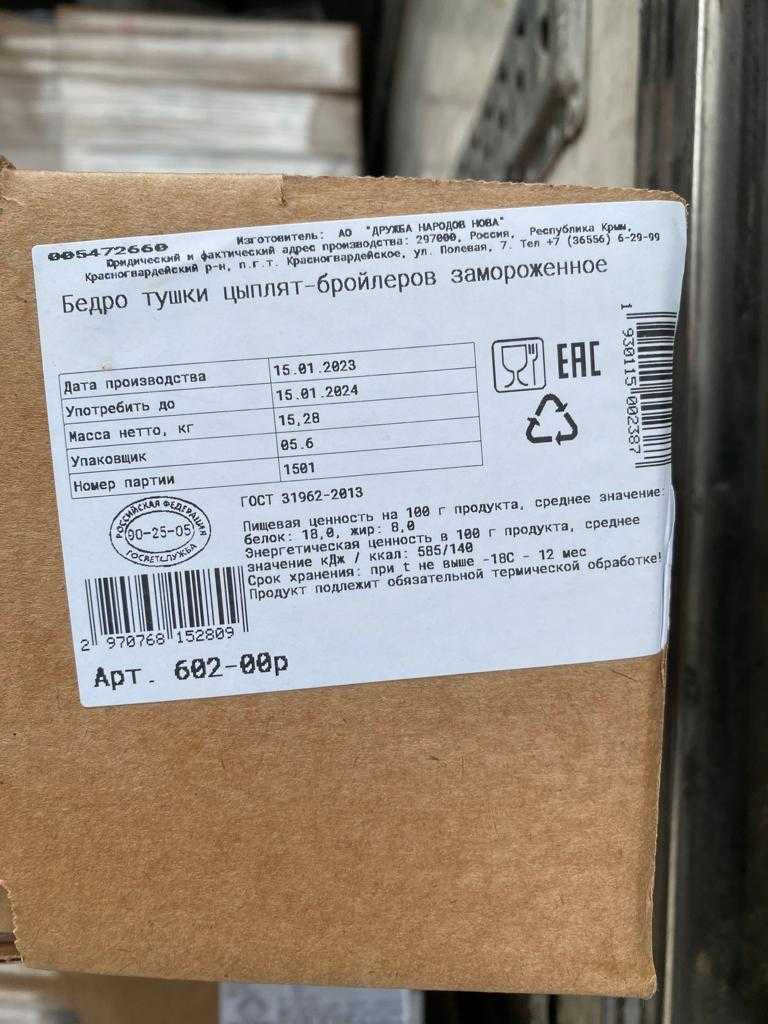 005472660
Изготовитель: АО "ДРУЖБА НАРОДОВ НОВА"
Юридический и фактический адрес производства: 297000, Россия, Республика Крым,
Красногвардейский р-н, п.г.т. Красногвардейское, ул. Полевая, 7. Тел +7 (36556) 6-29-99
Бедро тушки цыплят-бройлеров замороженное
Дата производства 15.01.2023
Употребить до 15.01.2024
Масса нетто, кг 15,28
Упаковщик 05.6
Номер партии 1501
EAC
1 930115 002387
РОССИЙСКАЯ ФЕДЕРАЦИЯ
90-25-05
ГОСВЕТСЛУЖБА
ГОСТ 31962-2013
Пищевая ценность на 100 г продукта, среднее значение:
белок: 18,0, жир: 8,0
Энергетическая ценность в 100 г продукта, среднее
значение кДж / ккал: 585/140
Срок хранения: при t не выше -18С - 12 мес
Продукт подлежит обязательной термической обработке!
2 970768 152809
Арт. 602-00р